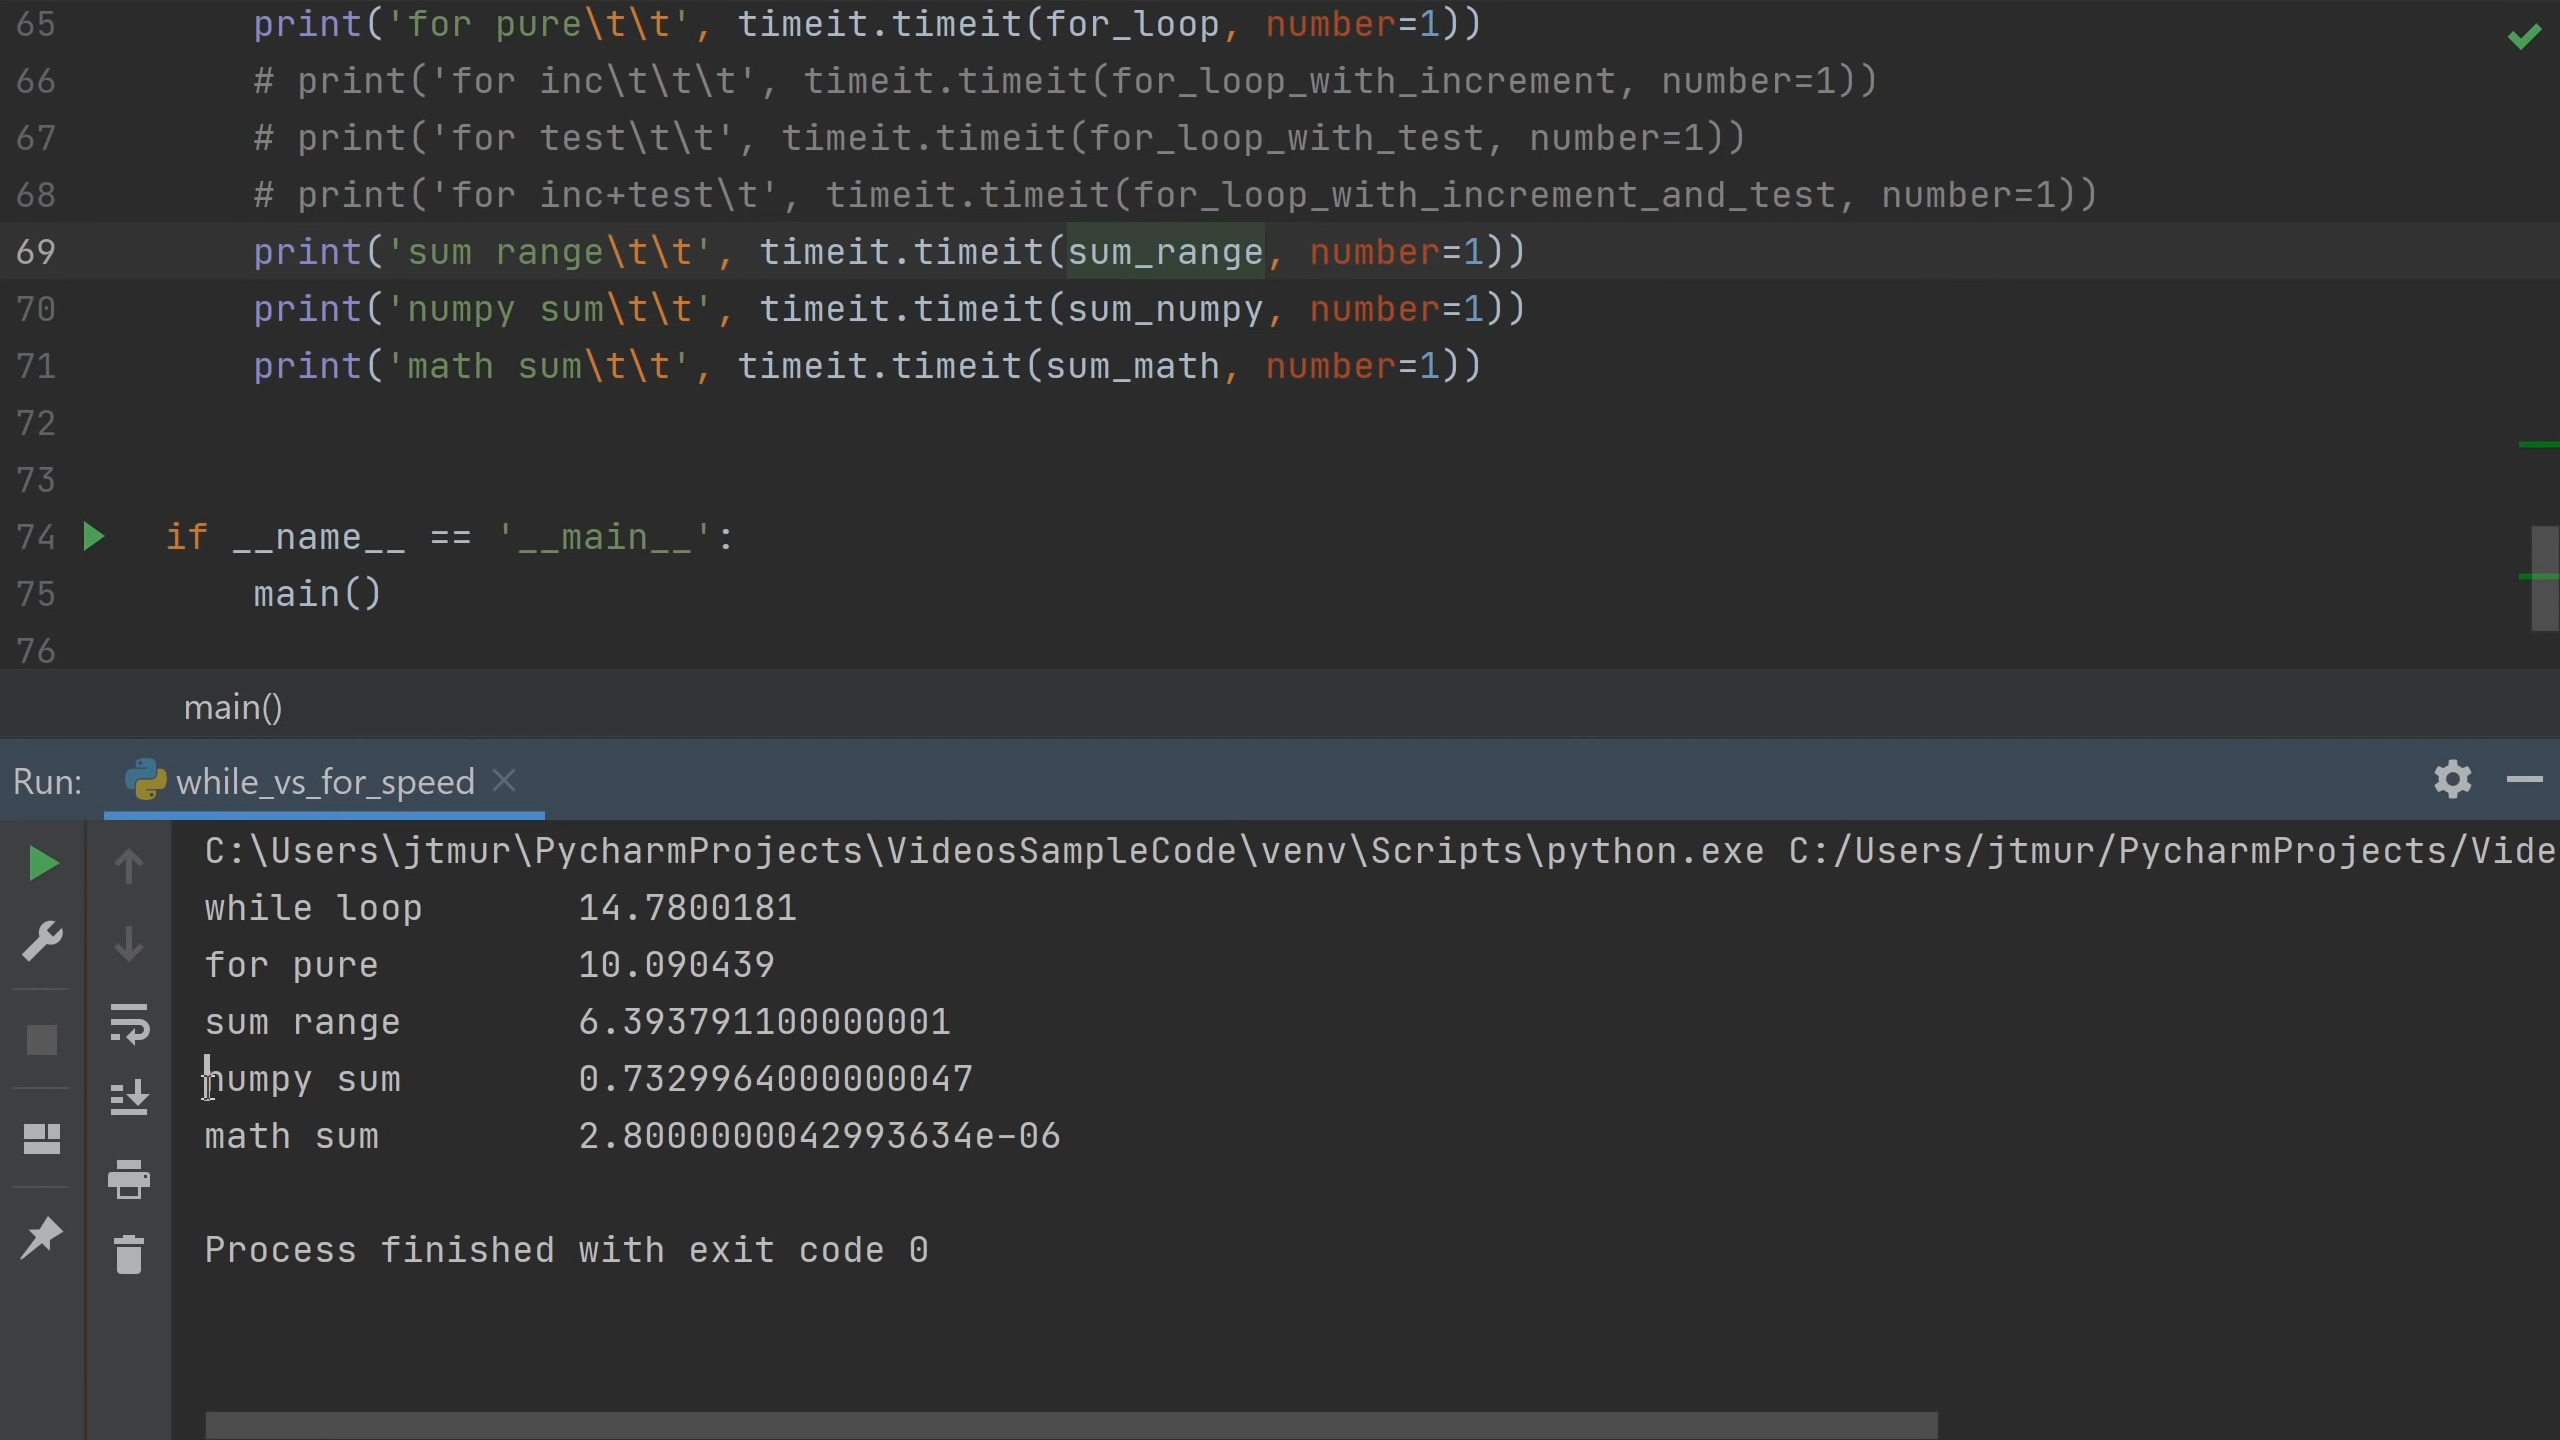 65 print('for pure\t\t', timeit.timeit(for_loop, number=1))
66 # print('for inc\t\t\t', timeit.timeit(for_loop_with_increment, number=1))
67 # print('for test\t\t', timeit.timeit(for_loop_with_test, number=1))
68 # print('for inc+test\t', timeit.timeit(for_loop_with_increment_and_test, number=1))
69 print('sum range\t\t', timeit.timeit(sum_range, number=1))
70 print('numpy sum\t\t', timeit.timeit(sum_numpy, number=1))
71 print('math sum\t\t', timeit.timeit(sum_math, number=1))
72
73
74 if __name__ == '__main__':
75 main()
76
main()
Run: while_vs_for_speed
C:\Users\jtmur\PycharmProjects\VideosSampleCode\venv\Scripts\python.exe C:/Users/jtmur/PycharmProjects/Vide
while loop 14.7800181
for pure 10.090439
sum range 6.393791100000001
numpy sum 0.7329964000000047
math sum 2.8000000042993634e-06
Process finished with exit code 0